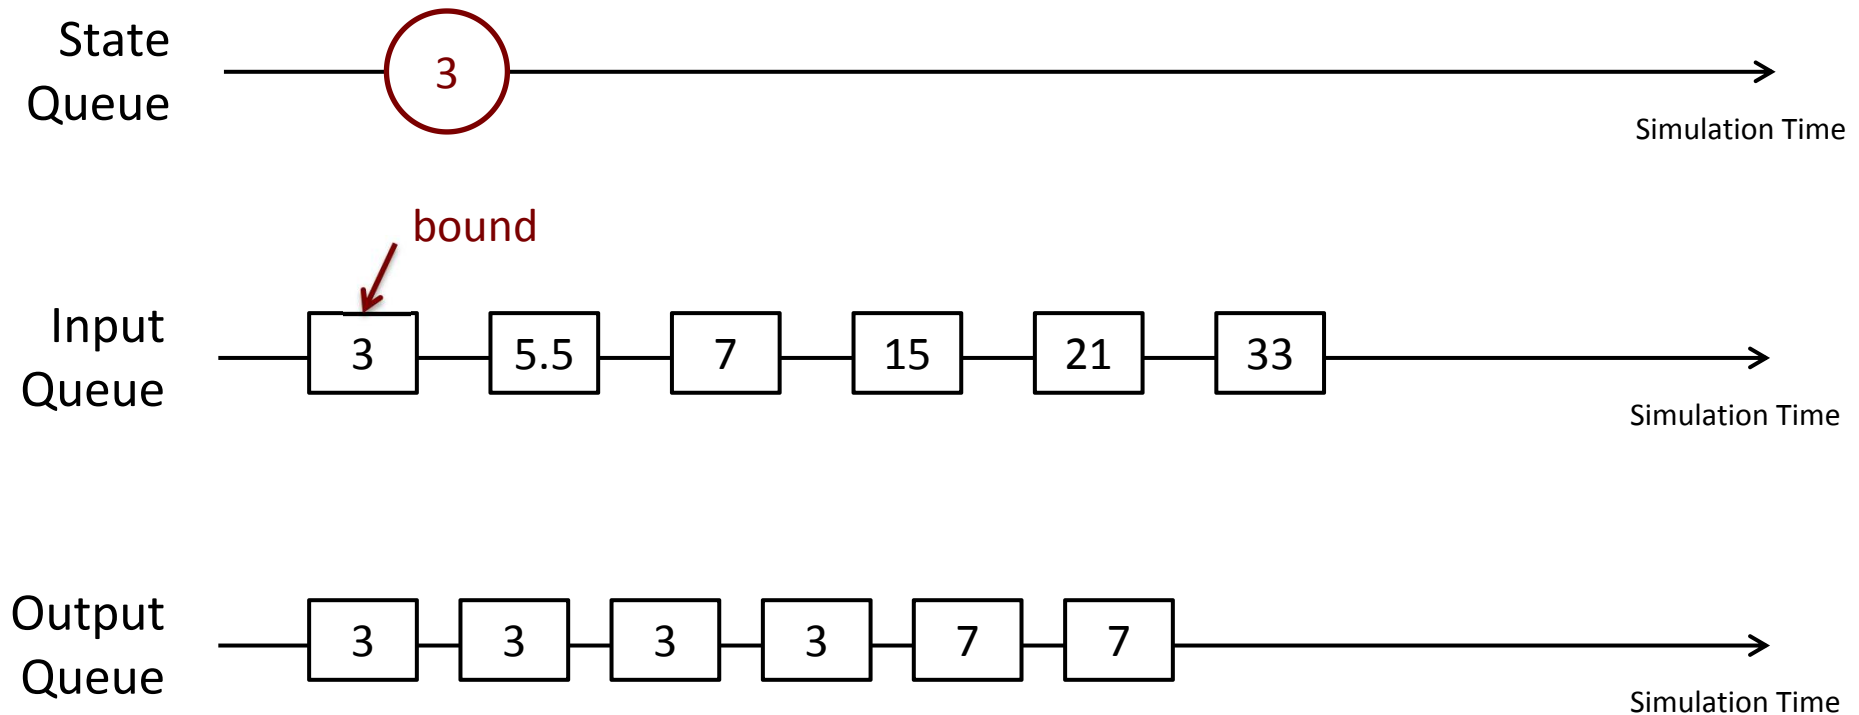 State
Queue
3
Simulation Time
bound
Input
Queue
3 5.5 7 15 21 33
Simulation Time
Output
Queue
3 3 3 3 7 7
Simulation Time